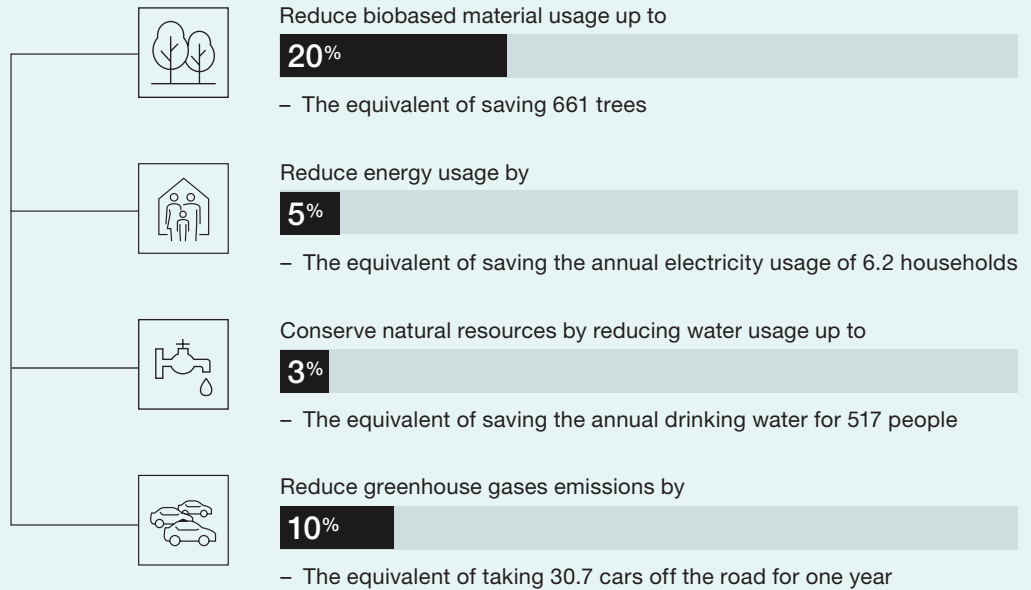 Reduce biobased material usage up to
20%
– The equivalent of saving 661 trees
Reduce energy usage by
5%
– The equivalent of saving the annual electricity usage of 6.2 households
Conserve natural resources by reducing water usage up to
3%
– The equivalent of saving the annual drinking water for 517 people
Reduce greenhouse gases emissions by
10%
– The equivalent of taking 30.7 cars off the road for one year